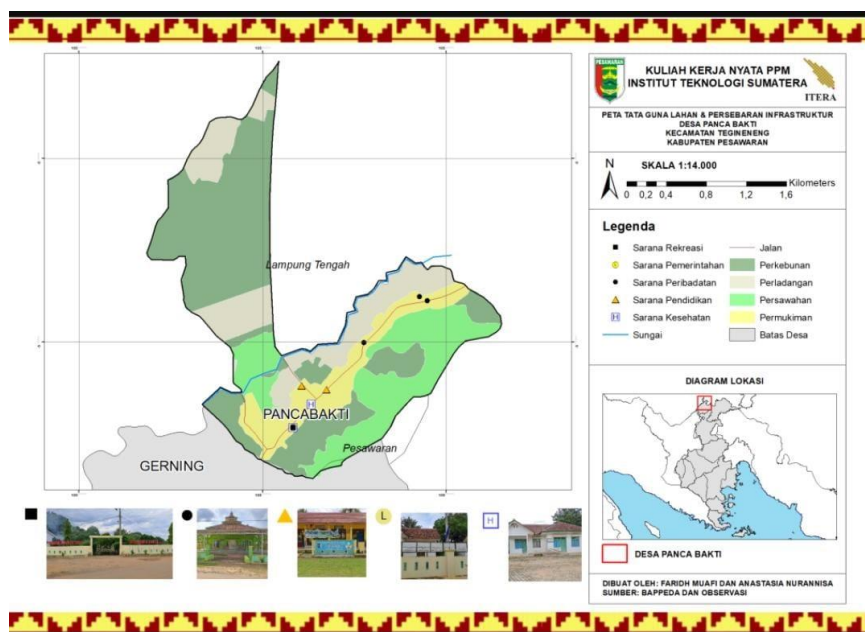 PESAWARAN
KULIAH KERJA NYATA PPM
INSTITUT TEKNOLOGI SUMATERA
ITERA
PETA TATA GUNA LAHAN & PERSEBARAN INFRASTRUKTUR
DESA PANCA BAKTI
KECAMATAN TEGINENENG
KABUPATEN PESAWARAN
N
SKALA 1:14.000
Kilometers
0 0,2 0,4 0,8 1,2 1,6
Legenda
Sarana Rekreasi
Sarana Pemerintahan
Sarana Peribadatan
Sarana Pendidikan
H Sarana Kesehatan
Sungai
Jalan
Perkebunan
Perladangan
Persawahan
Permukiman
Batas Desa
DIAGRAM LOKASI
DESA PANCA BAKTI
DIBUAT OLEH: FARIDH MUAFI DAN ANASTASIA NURANNISA
SUMBER: BAPPEDA DAN OBSERVASI
Lampung Tengah
H
PANCABAKTI
Pesawaran
GERNING
L
H